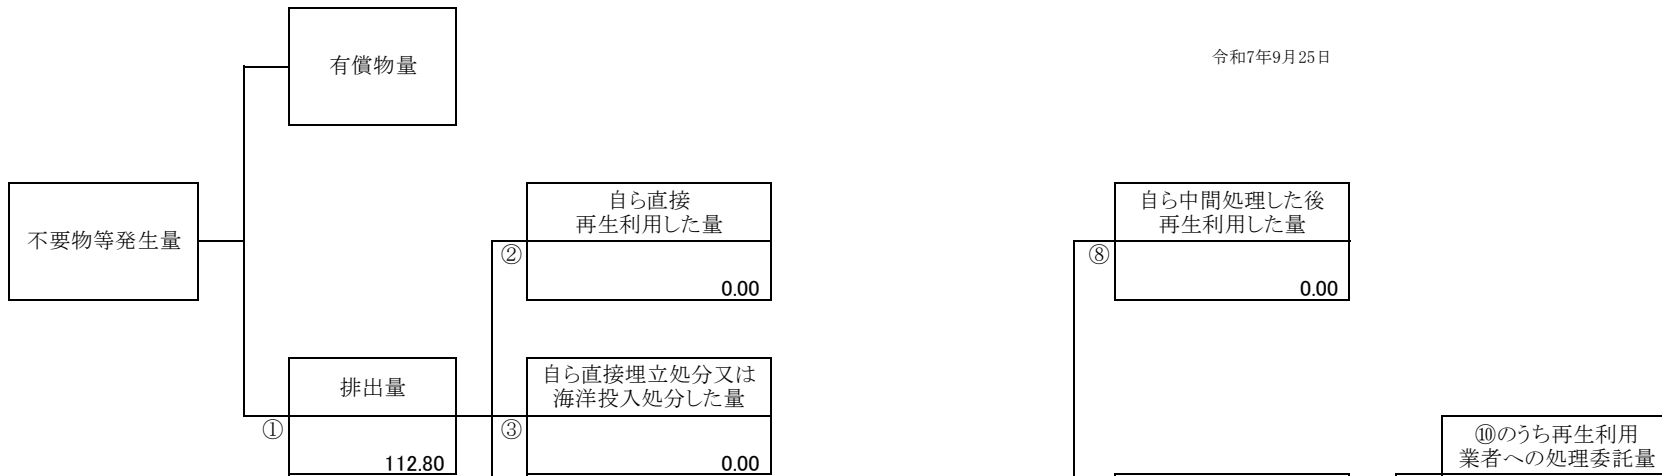 有償物量
令和7年9月25日
不要物等発生量
自ら直接
再生利用した量
②
0.00
自ら中間処理した後
再生利用した量
⑧
0.00
排出量
①
112.80
自ら直接埋立処分又は
海洋投入処分した量
③
0.00
⑩のうち再生利用
業者への処理委託量